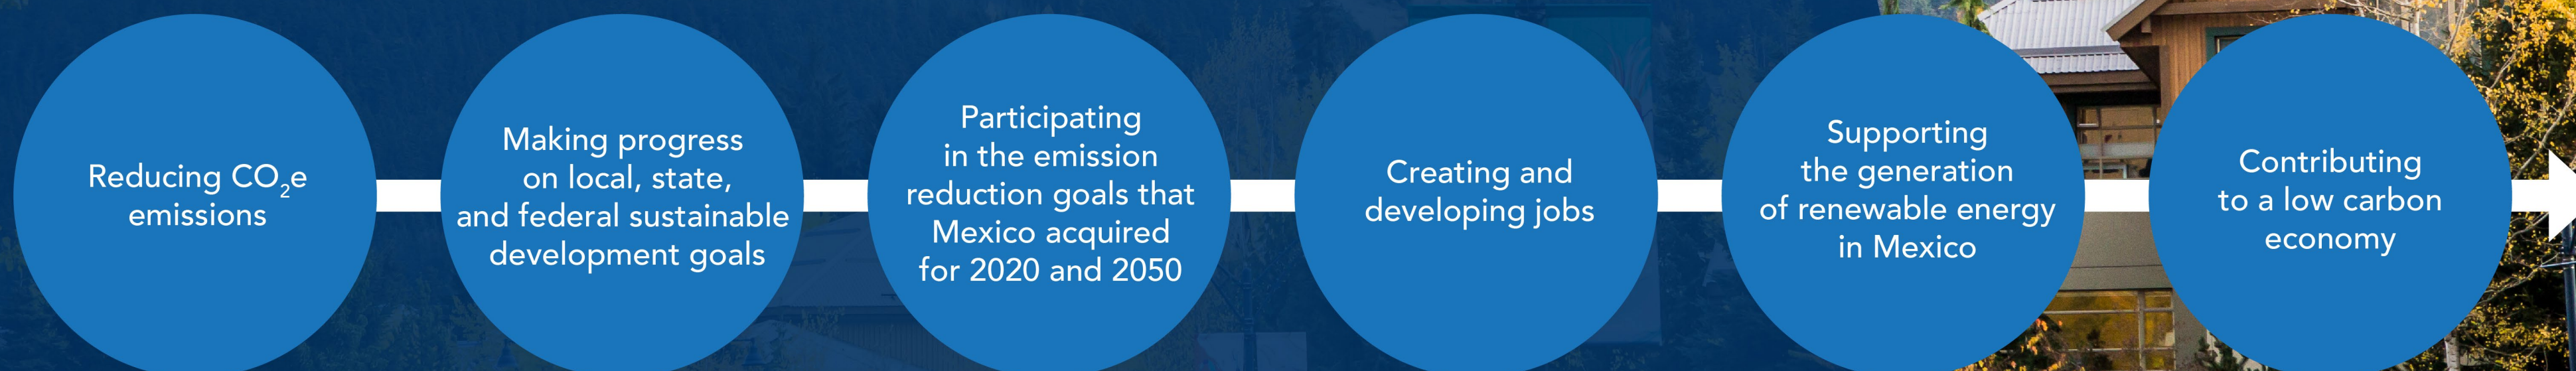 Reducing CO₂e
emissions
Making progress
on local, state,
and federal sustainable
development goals
Participating
in the emission
reduction goals that
Mexico acquired
for 2020 and 2050
Creating and
developing jobs
Supporting
the generation
of renewable energy
in Mexico
Contributing
to a low carbon
economy